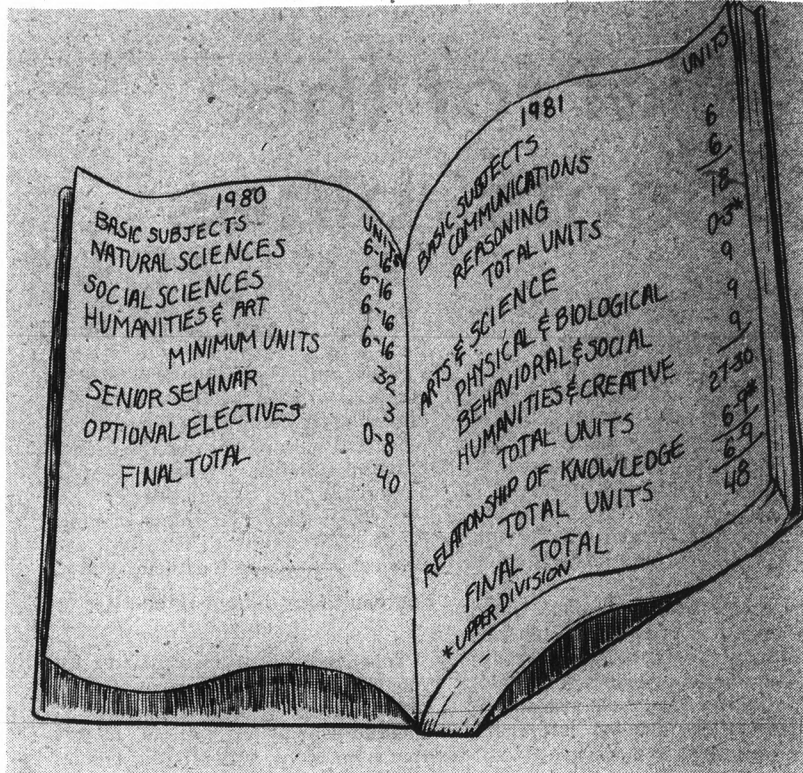 1980
UNITS
BASIC SUBJECTS 6-16
NATURAL SCIENCES 6-16
SOCIAL SCIENCES 6-16
HUMANITIES & ART 6-16
MINIMUM UNITS 32
SENIOR SEMINAR 3
OPTIONAL ELECTIVES 0-8
FINAL TOTAL 40
1981
UNITS
BASIC SUBJECTS
COMMUNICATIONS 6
REASONING 6
TOTAL UNITS 18
ARTS & SCIENCE 0-3*
PHYSICAL & BIOLOGICAL 9
BEHAVIORAL & SOCIAL 9
HUMANITIES & CREATIVE 9
TOTAL UNITS 27-30
RELATIONSHIP OF KNOWLEDGE 6-9*
TOTAL UNITS 6-9
FINAL TOTAL 48
* UPPER DIVISION